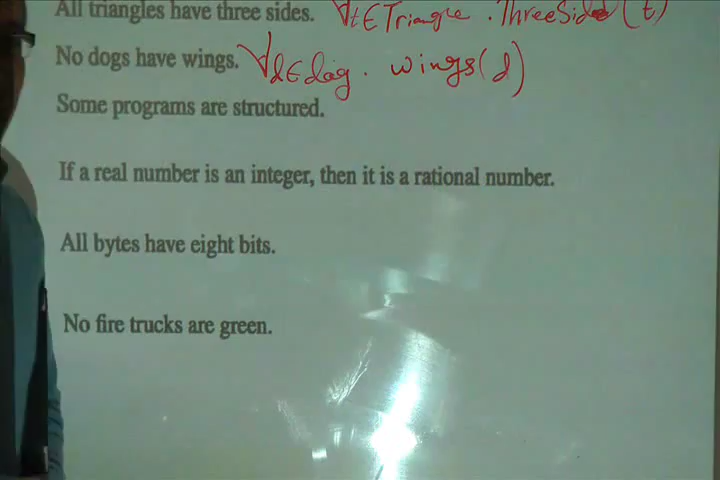 All triangles have three sides. ∀t∈Triangle . ThreeSided(t)
No dogs have wings. ∀d∈dog . wings(d)
Some programs are structured.
If a real number is an integer, then it is a rational number.
All bytes have eight bits.
No fire trucks are green.